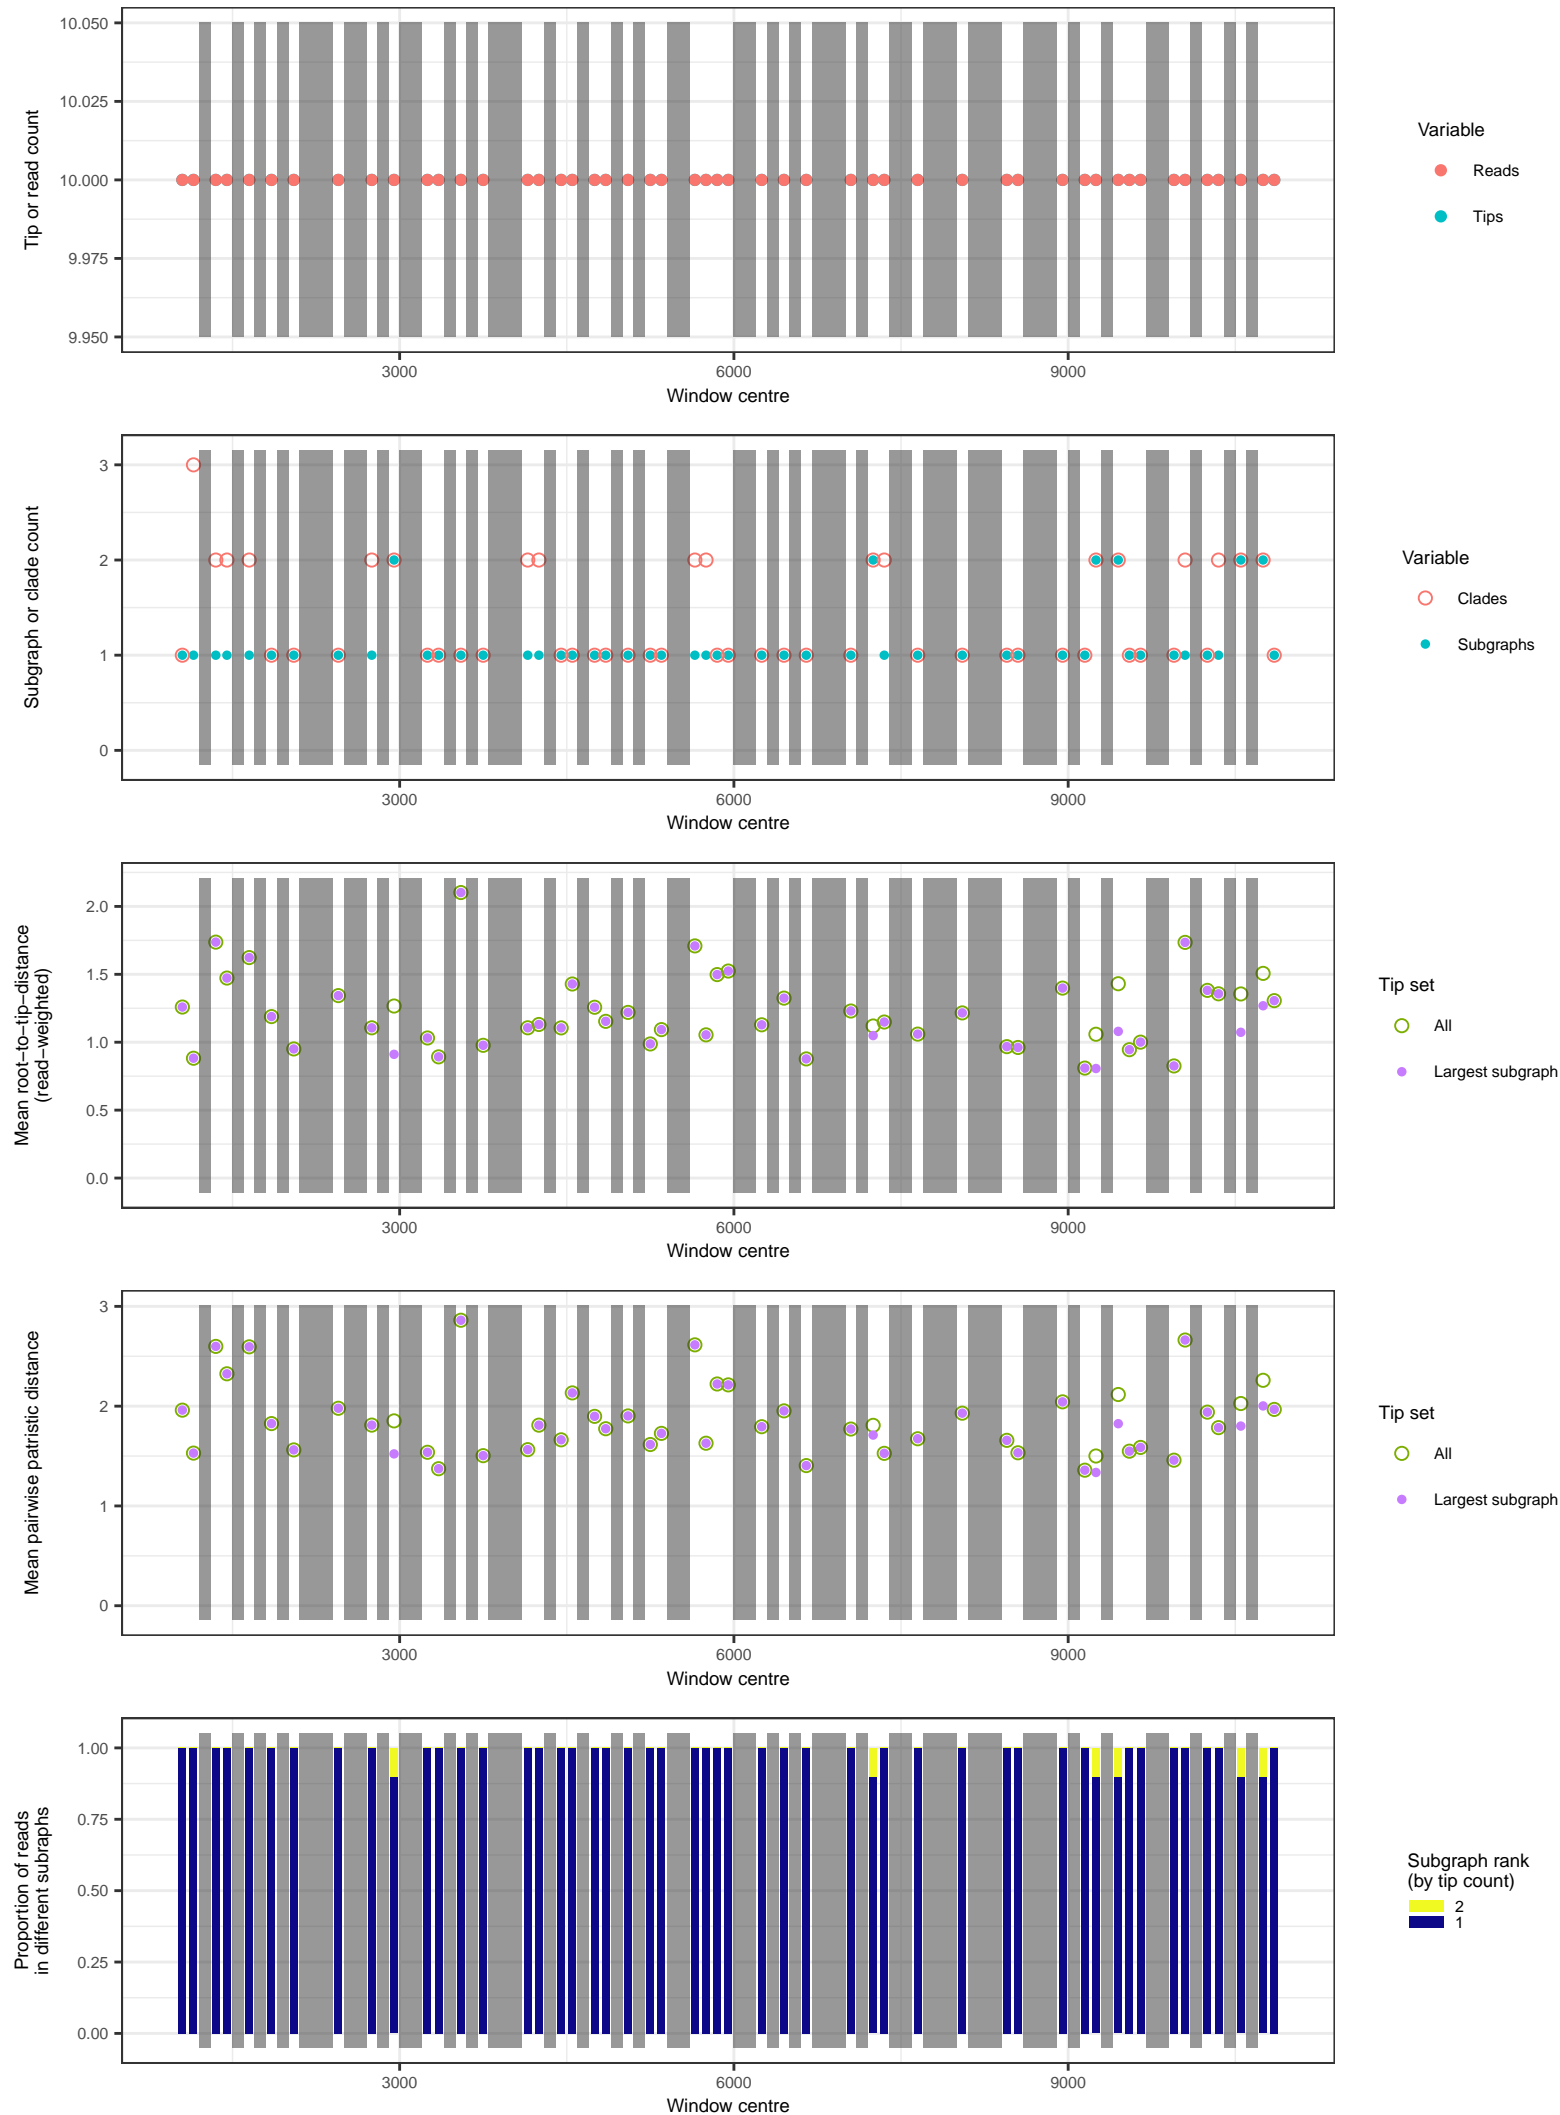 10.050
10.025
10.000
9.975
9.950
Tip or read count
3000
6000
9000
Window centre
Variable
Reads
Tips
3
2
1
0
Subgraph or clade count
3000
6000
9000
Window centre
Variable
Clades
Subgraphs
2.0
1.5
1.0
0.5
0.0
Mean root−to−tip−distance
(read−weighted)
3000
6000
9000
Window centre
Tip set
All
Largest subgraph
3
2
1
0
Mean pairwise patristic distance
3000
6000
9000
Window centre
Tip set
All
Largest subgraph
1.00
0.75
0.50
0.25
0.00
Proportion of reads
in different subraphs
3000
6000
9000
Window centre
Subgraph rank
(by tip count)
2
1